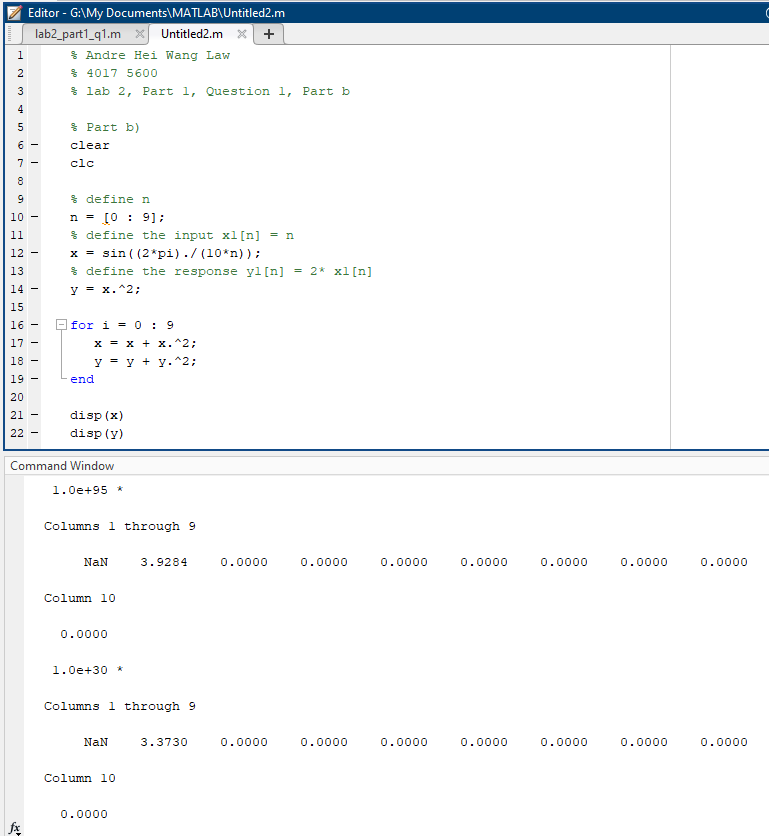 Editor - G:\My Documents\MATLAB\Untitled2.m
lab2_part1_q1.m × Untitled2.m × +
1 % Andre Hei Wang Law
2 % 4017 5600
3 % lab 2, Part 1, Question 1, Part b
4
5 % Part b)
6 - clear
7 - clc
8
9 % define n
10 - n = [0 : 9];
11 % define the input x1[n] = n
12 - x = sin((2*pi)./(10*n));
13 % define the response y1[n] = 2* x1[n]
14 - y = x.^2;
15
16 - for i = 0 : 9
17 - x = x + x.^2;
18 - y = y + y.^2;
19 - end
20
21 - disp(x)
22 - disp(y)
Command Window
1.0e+95 *
Columns 1 through 9
NaN 3.9284 0.0000 0.0000 0.0000 0.0000 0.0000 0.0000 0.0000
Column 10
0.0000
1.0e+30 *
Columns 1 through 9
NaN 3.3730 0.0000 0.0000 0.0000 0.0000 0.0000 0.0000 0.0000
Column 10
0.0000
fx